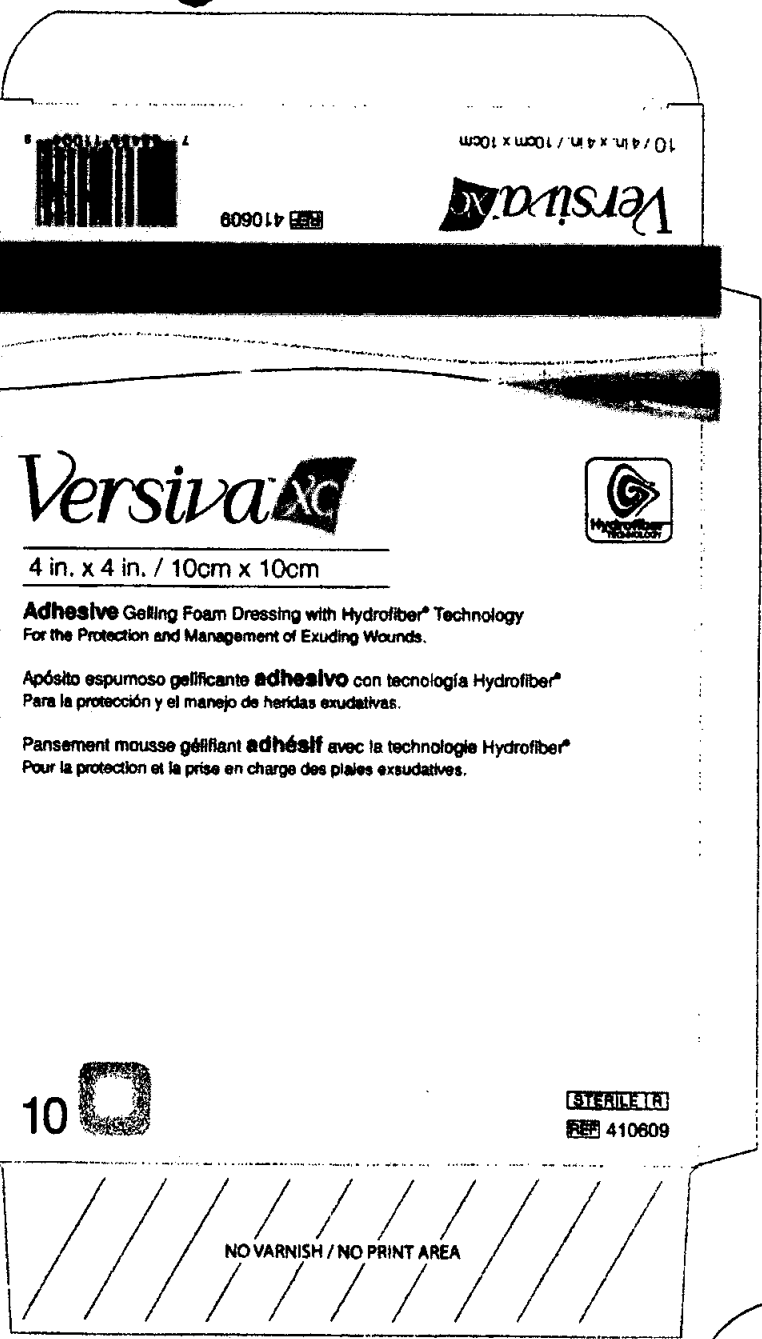 10 / 4 in. x 4 in. / 10cm x 10cm
Versiva™ XC
REF 410609
Versiva™ XC
Hydrofiber
TECHNOLOGY
4 in. x 4 in. / 10cm x 10cm
Adhesive Gelling Foam Dressing with Hydrofiber® Technology
For the Protection and Management of Exuding Wounds.
Apósito espumoso gelificante adhesivo con tecnología Hydrofiber®
Para la protección y el manejo de heridas exudativas.
Pansement mousse gélifiant adhésif avec la technologie Hydrofiber®
Pour la protection et la prise en charge des plaies exsudatives.
10
STERILE R
REF 410609
NO VARNISH / NO PRINT AREA